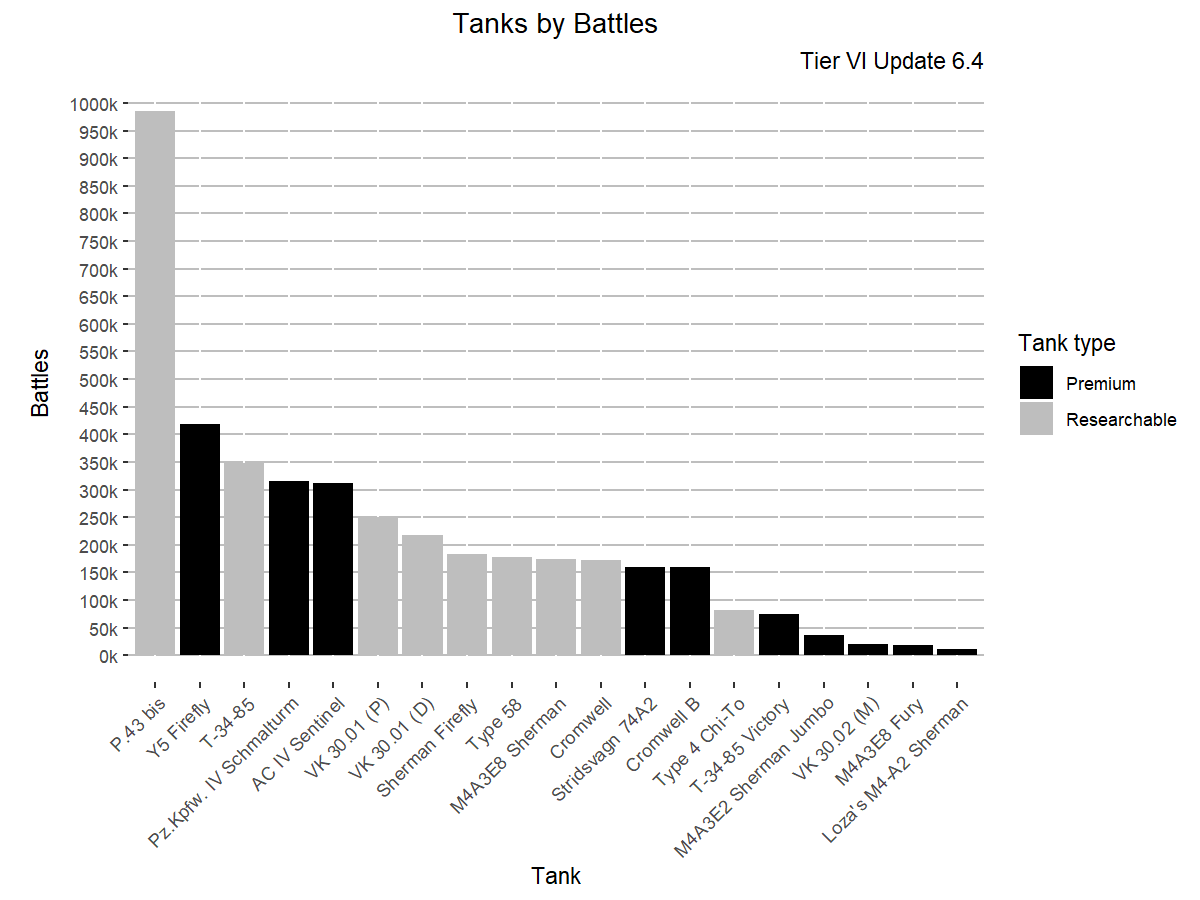 Tanks by Battles
Tier VI Update 6.4
1000k
950k
900k
850k
800k
750k
700k
650k
600k
550k
500k
450k
400k
350k
300k
250k
200k
150k
100k
50k
0k
Battles
P.43 bis
Y5 Firefly
T-34-85
Pz.Kpfw. IV Schmalturm
AC IV Sentinel
VK 30.01 (P)
VK 30.01 (D)
Sherman Firefly
Type 58
M4A3E8 Sherman
Cromwell
Stridsvagn 74A2
Cromwell B
Type 4 Chi-To
T-34-85 Victory
M4A3E2 Sherman Jumbo
VK 30.02 (M)
M4A3E8 Fury
Loza's M4-A2 Sherman
Tank
Tank type
Premium
Researchable